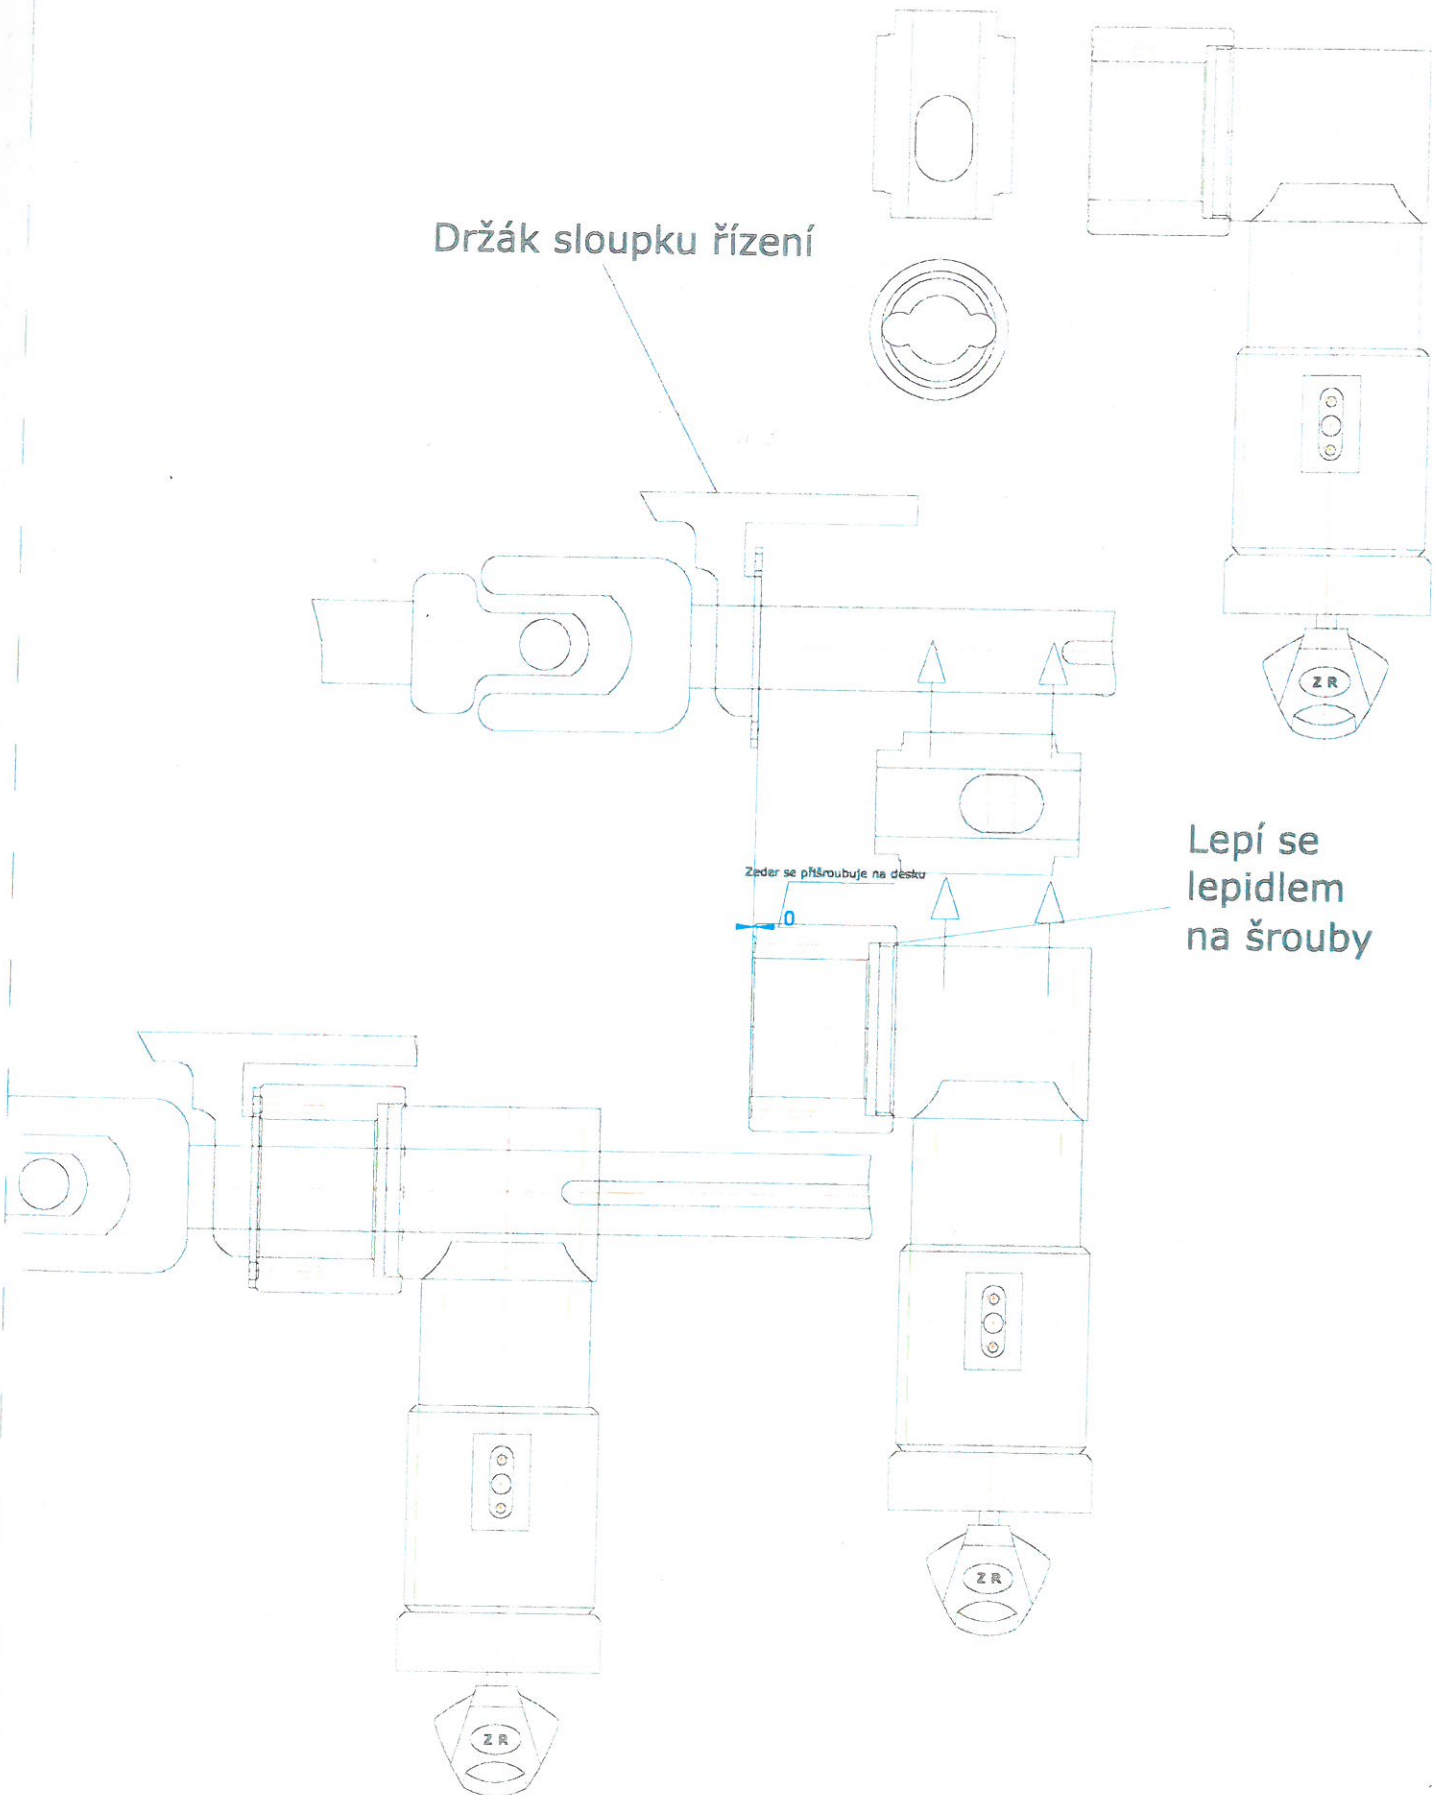 Držák sloupku řízení
Z R
Zeder se přišroubuje na desku
0
Lepí se
lepidlem
na šrouby
Z R
Z R